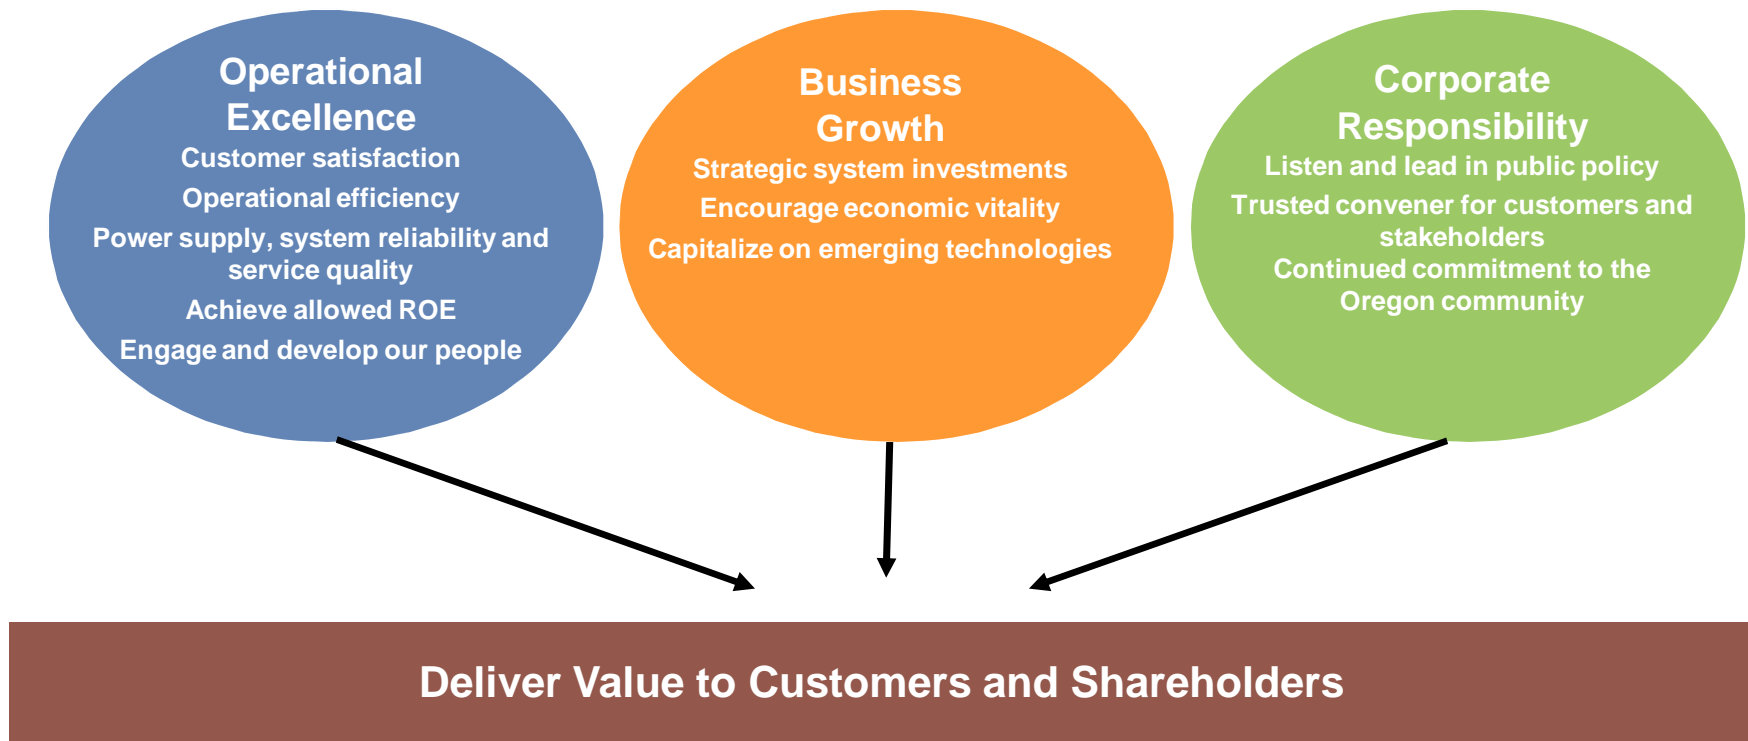 Operational
Excellence
Customer satisfaction
Operational efficiency
Power supply, system reliability and
service quality
Achieve allowed ROE
Engage and develop our people
Business
Growth
Strategic system investments
Encourage economic vitality
Capitalize on emerging technologies
Corporate
Responsibility
Listen and lead in public policy
Trusted convener for customers and
stakeholders
Continued commitment to the
Oregon community
Deliver Value to Customers and Shareholders